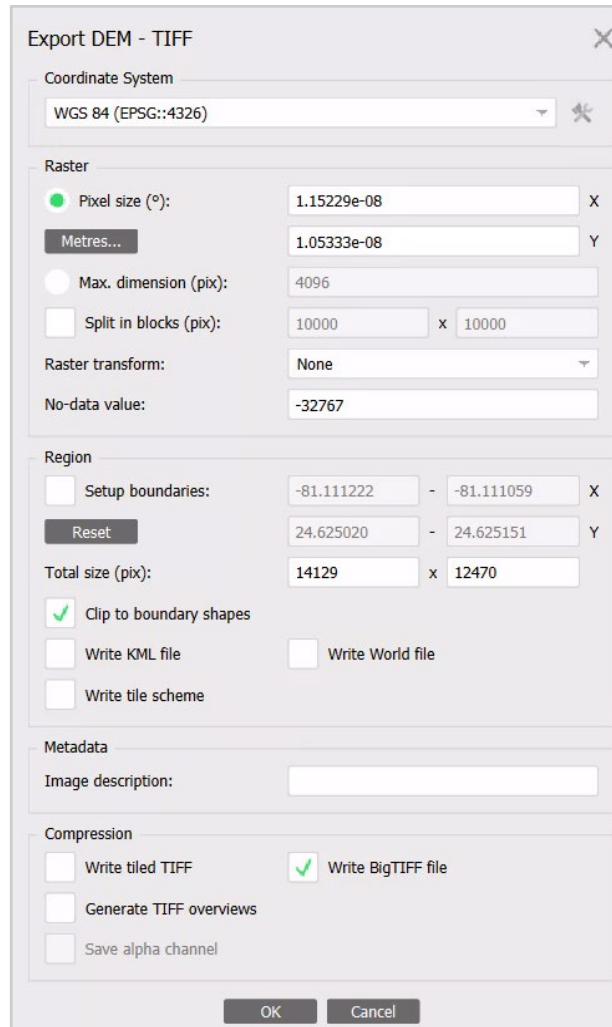 Export DEM - TIFF
Coordinate System
WGS 84 (EPSG::4326)
Raster
Pixel size (°): 1.15229e-08 X
Metres... 1.05333e-08 Y
Max. dimension (pix): 4096
Split in blocks (pix): 10000 x 10000
Raster transform: None
No-data value: -32767
Region
Setup boundaries: -81.111222 - -81.111059 X
Reset 24.625020 - 24.625151 Y
Total size (pix): 14129 x 12470
Clip to boundary shapes
Write KML file Write World file
Write tile scheme
Metadata
Image description:
Compression
Write tiled TIFF Write BigTIFF file
Generate TIFF overviews
Save alpha channel
OK Cancel